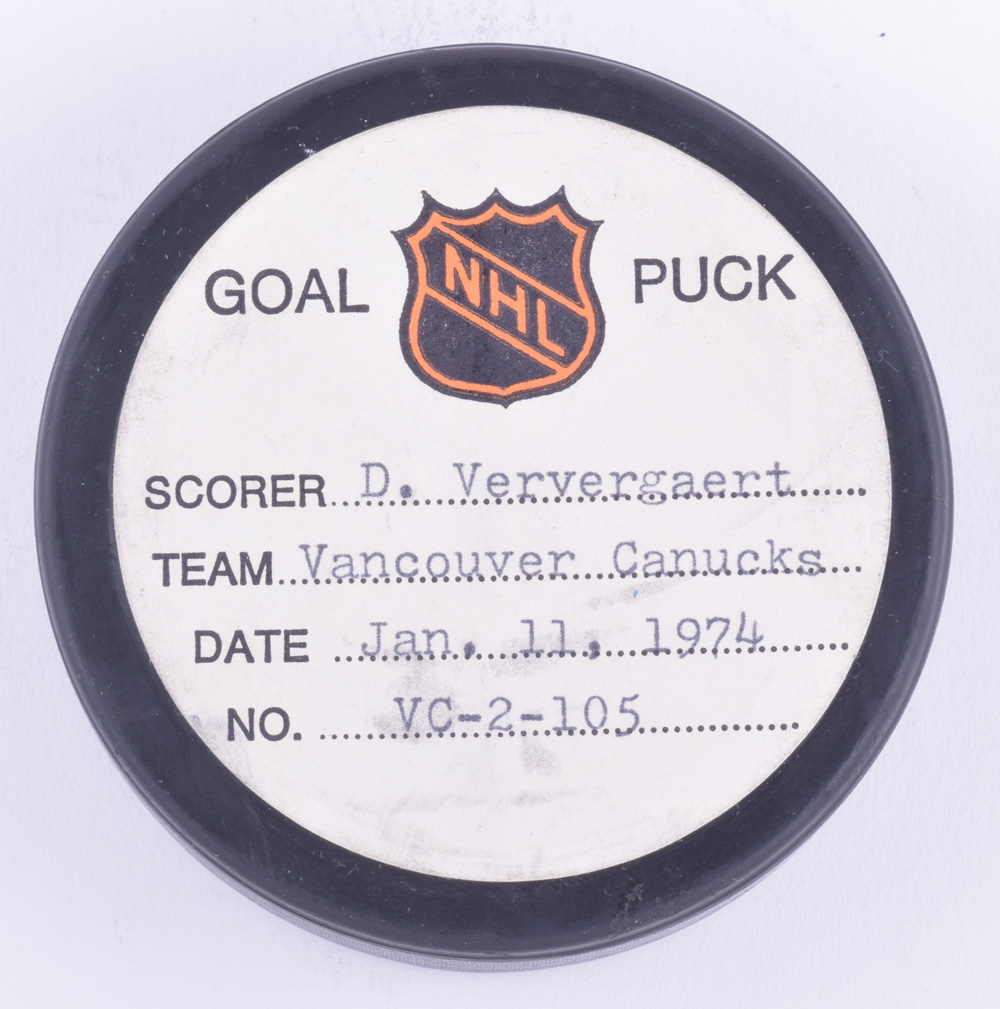 GOAL NHL PUCK
SCORER D. Ververgaert
TEAM Vancouver Canucks
DATE Jan. 11, 1974
NO. VC-2-105